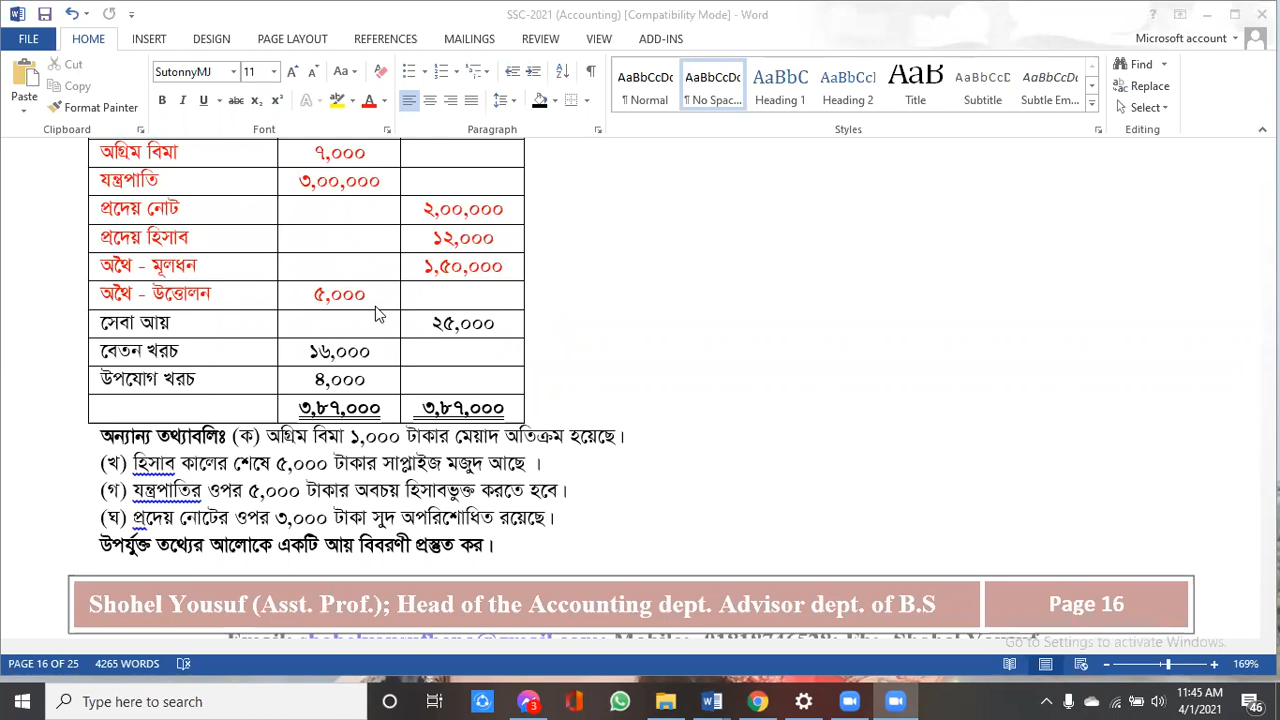 SSC-2021 (Accounting) [Compatibility Mode] - Word
FILE HOME INSERT DESIGN PAGE LAYOUT REFERENCES MAILINGS REVIEW VIEW ADD-INS Microsoft account
Cut
Copy
Format Painter
Paste
SutonnyMJ 11
AaBbCcDc AaBbCcDc AaBbC AaBbCc AaB AaBbCcD AaBbCcDc
¶ Normal ¶ No Spac... Heading 1 Heading 2 Title Subtitle Subtle Em...
Find
Replace
Select
Clipboard Font Paragraph Styles Editing
অগ্রিম বিমা ৭,০০০
যন্ত্রপাতি ৩,০০,০০০
প্রদেয় নোট ২,০০,০০০
প্রদেয় হিসাব ১২,০০০
অথৈ - মূলধন ১,৫০,০০০
অথৈ - উত্তোলন ৫,০০০
সেবা আয় ২৫,০০০
বেতন খরচ ১৬,০০০
উপযোগ খরচ ৪,০০০
৩,৮৭,০০০ ৩,৮৭,০০০
অন্যান্য তথ্যাবলিঃ (ক) অগ্রিম বিমা ১,০০০ টাকার মেয়াদ অতিক্রম হয়েছে।
(খ) হিসাব কালের শেষে ৫,০০০ টাকার সাপ্লাইজ মজুদ আছে ।
(গ) যন্ত্রপাতির ওপর ৫,০০০ টাকার অবচয় হিসাবভুক্ত করতে হবে।
(ঘ) প্রদেয় নোটের ওপর ৩,০০০ টাকা সুদ অপরিশোধিত রয়েছে।
উপর্যুক্ত তথ্যের আলোকে একটি আয় বিবরণী প্রস্তুত কর।
Shohel Yousuf (Asst. Prof.); Head of the Accounting dept. Advisor dept. of B.S Page 16
Go to Settings to activate Windows.
PAGE 16 OF 25 4265 WORDS 169%
Type here to search
3
11:45 AM
4/1/2021
46